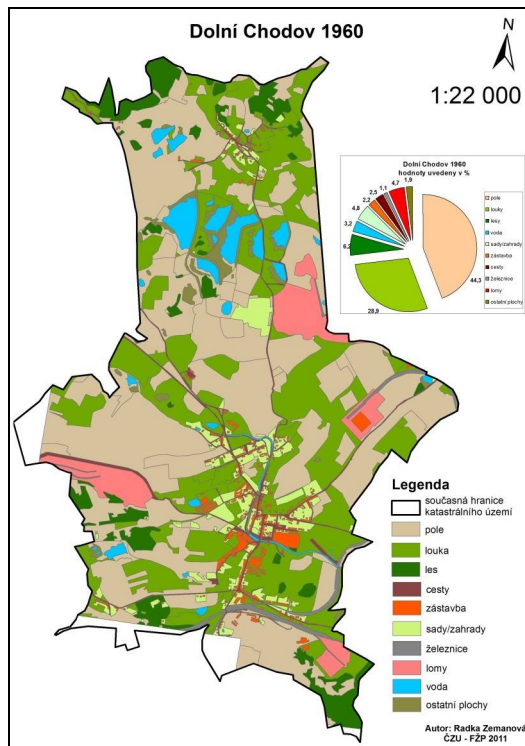 Dolní Chodov 1960
N
1:22 000
Dolní Chodov 1960
hodnoty uvedeny v %
1,9
4,7
1,1
2,5
2,2
4,8
3,2
6,2
28,9
44,3
pole
louky
lesy
voda
sady/zahrady
zástavba
cesty
železnice
lomy
ostatní plochy
Legenda
současná hranice
katastrálního území
pole
louka
les
cesty
zástavba
sady/zahrady
železnice
lomy
voda
ostatní plochy
Autor: Radka Zemanová
ČZU - FŽP 2011